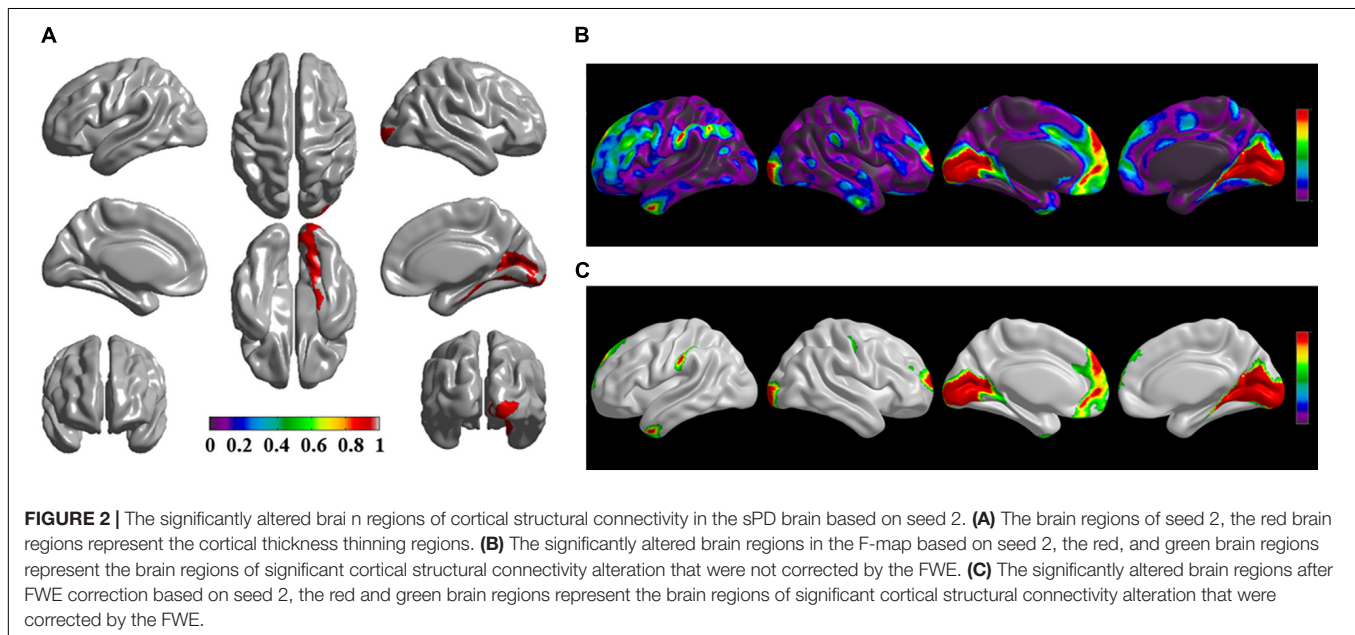 A
B
C
0 0.2 0.4 0.6 0.8 1
FIGURE 2 | The significantly altered brai n regions of cortical structural connectivity in the sPD brain based on seed 2. (A) The brain regions of seed 2, the red brain
regions represent the cortical thickness thinning regions. (B) The significantly altered brain regions in the F-map based on seed 2, the red, and green brain regions
represent the brain regions of significant cortical structural connectivity alteration that were not corrected by the FWE. (C) The significantly altered brain regions after
FWE correction based on seed 2, the red and green brain regions represent the brain regions of significant cortical structural connectivity alteration that were
corrected by the FWE.